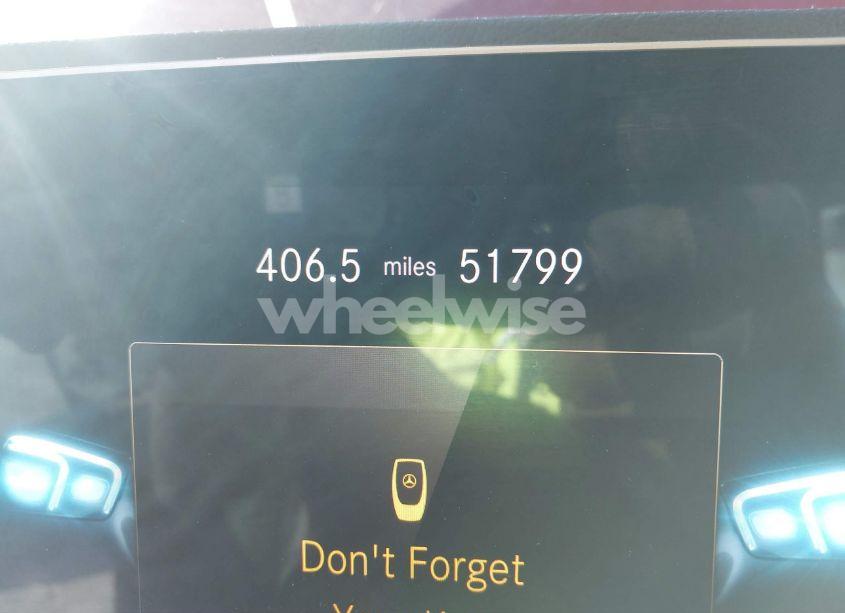 406.5 miles 51799
wheelwise
Don't Forget